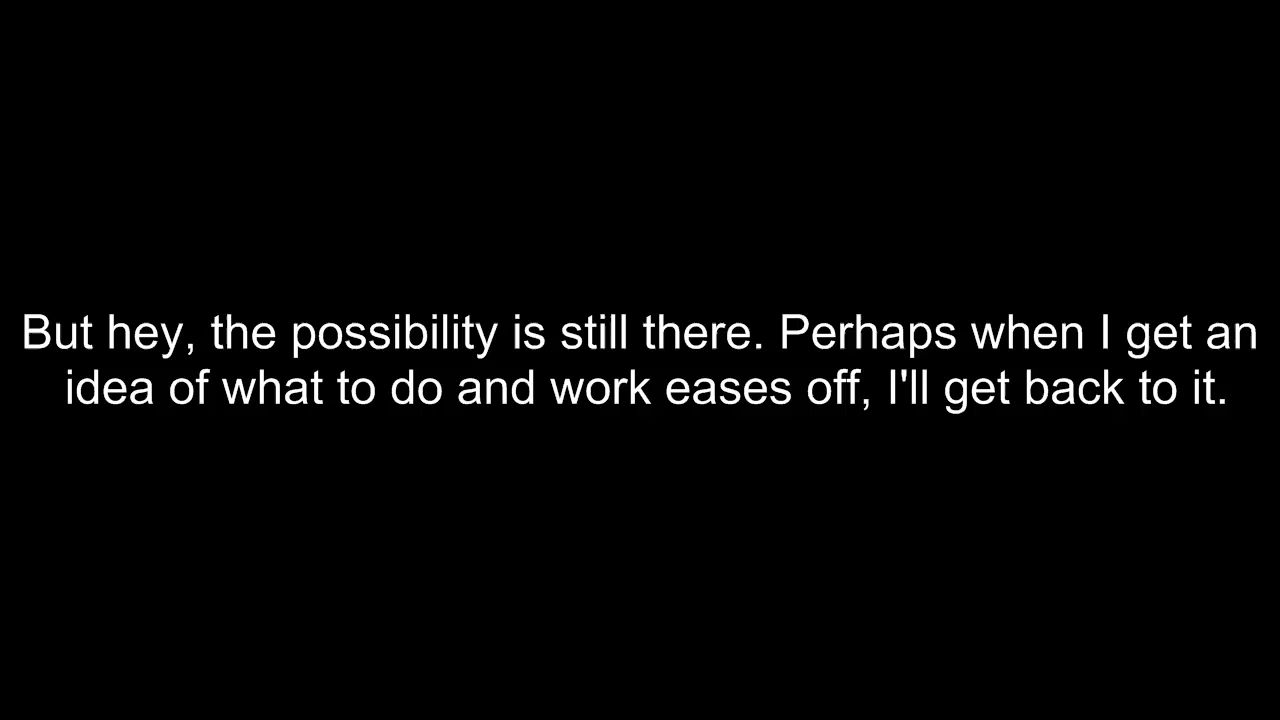 But hey, the possibility is still there. Perhaps when I get an
idea of what to do and work eases off, I'll get back to it.